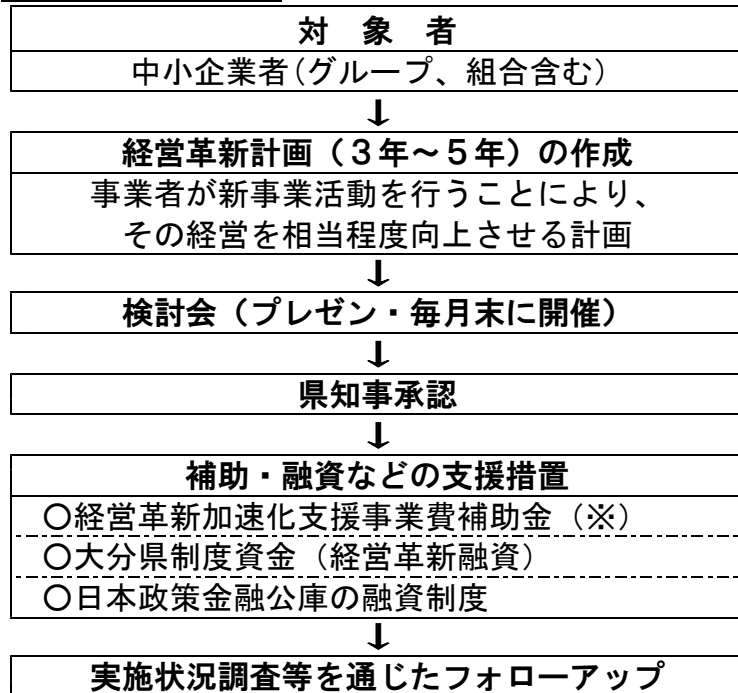 対　象　者
中小企業者（グループ、組合含む）
↓
経営革新計画（３年～５年）の作成
事業者が新事業活動を行うことにより、
その経営を相当程度向上させる計画
↓
検討会（プレゼン・毎月末に開催）
↓
県知事承認
↓
補助・融資などの支援措置
○経営革新加速化支援事業費補助金（※）
○大分県制度資金（経営革新融資）
○日本政策金融公庫の融資制度
↓
実施状況調査等を通じたフォローアップ